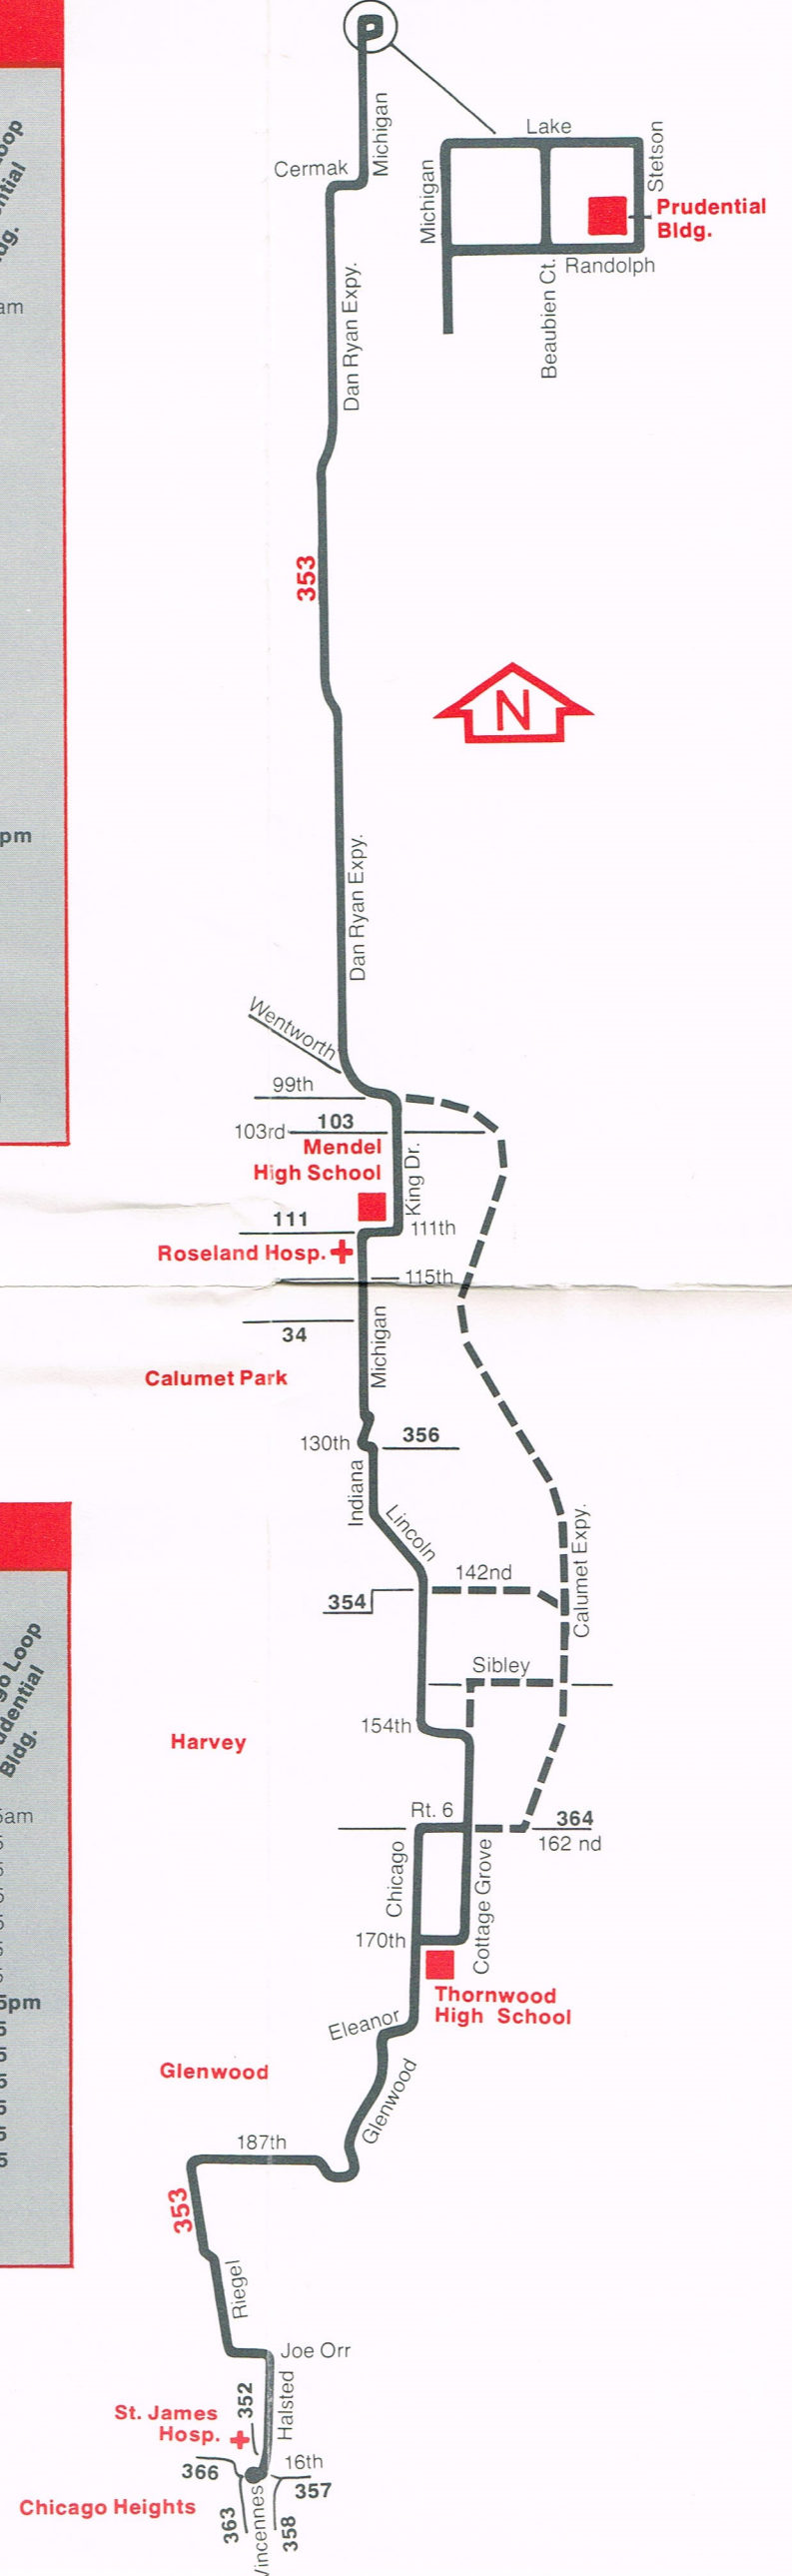 Lake
Michigan
Stetson
Cermak
Michigan
Prudential
Bldg.
Randolph
Beaubien Ct.
Dan Ryan Expy.
am
353
N
pm
Dan Ryan Expy.
Wentworth
99th
103
103rd
Mendel
High School
King Dr.
111
111th
Roseland Hosp.
115th
34
Michigan
Calumet Park
130th
356
Indiana
Lincoln
Calumet Expy.
142nd
354
Loop
Bldg.
Sibley
154th
Harvey
Rt. 6
364
162 nd
Chicago
Cottage Grove
170th
Thornwood
High School
pm
Eleanor
Glenwood
Glenwood
187th
353
Riegel
Joe Orr
352
Halsted
St. James
Hosp.
16th
366
357
Chicago Heights
363
Vincennes
358